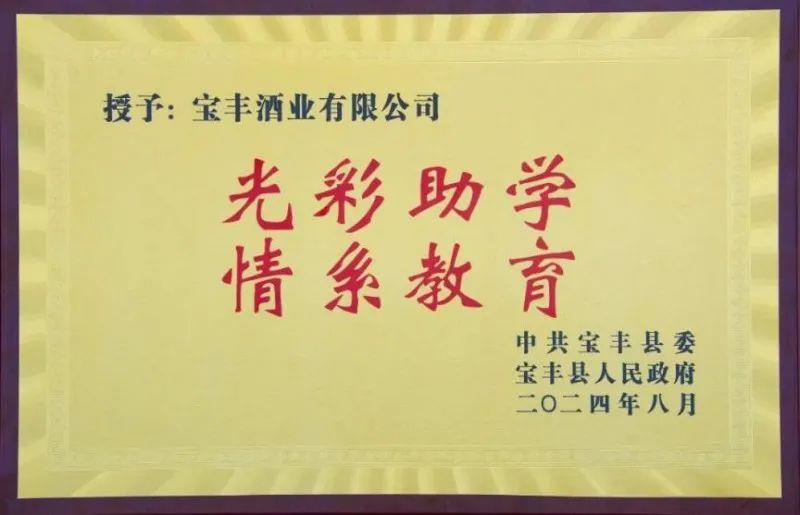 授予：宝丰酒业有限公司
光彩助学
情系教育
中共宝丰县委
宝丰县人民政府
二〇二四年八月